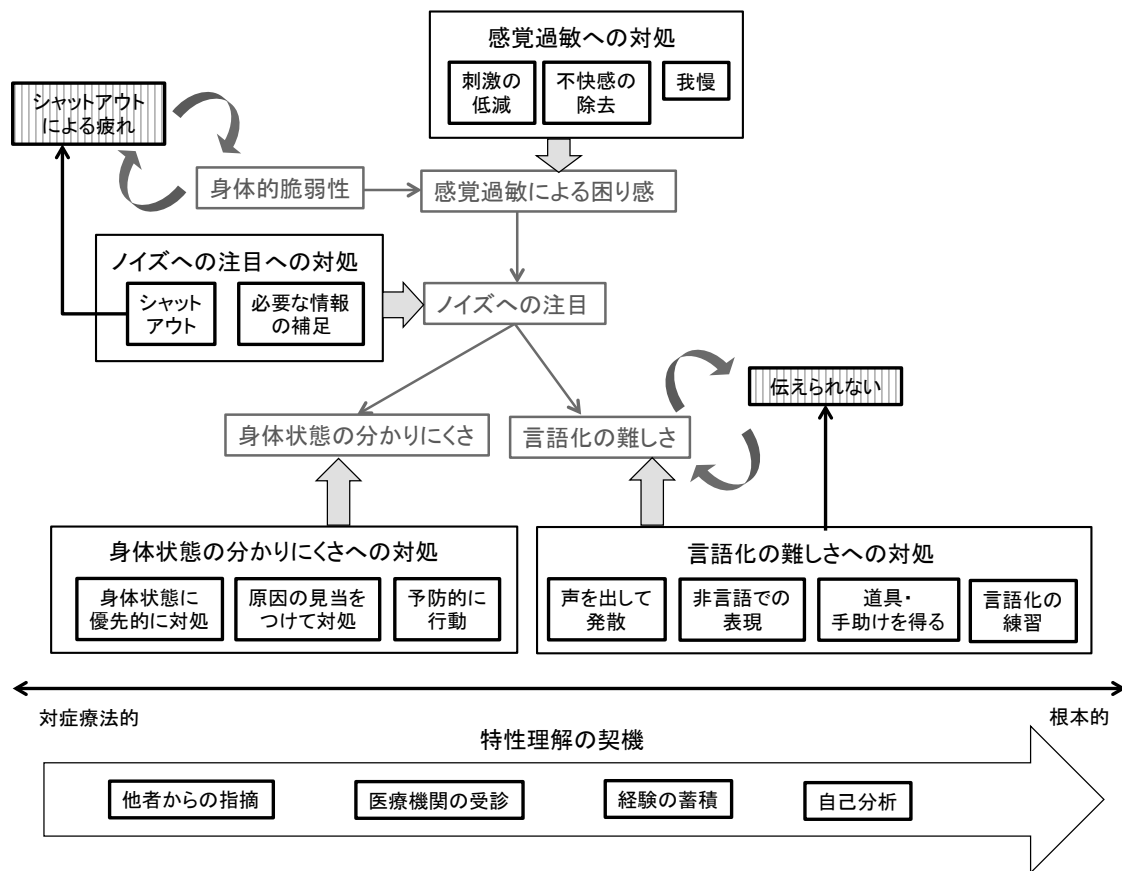 感覚過敏への対処
刺激の
低減
不快感の
除去
我慢
シャットアウト
による疲れ
身体的脆弱性
感覚過敏による困り感
ノイズへの注目への対処
シャット
アウト
必要な情報
の補足
ノイズへの注目
伝えられない
身体状態の分かりにくさ
言語化の難しさ
身体状態の分かりにくさへの対処
身体状態に
優先的に対処
原因の見当を
つけて対処
予防的に
行動
言語化の難しさへの対処
声を出して
発散
非言語での
表現
道具・
手助けを得る
言語化の
練習
対症療法的
根本的
特性理解の契機
他者からの指摘
医療機関の受診
経験の蓄積
自己分析